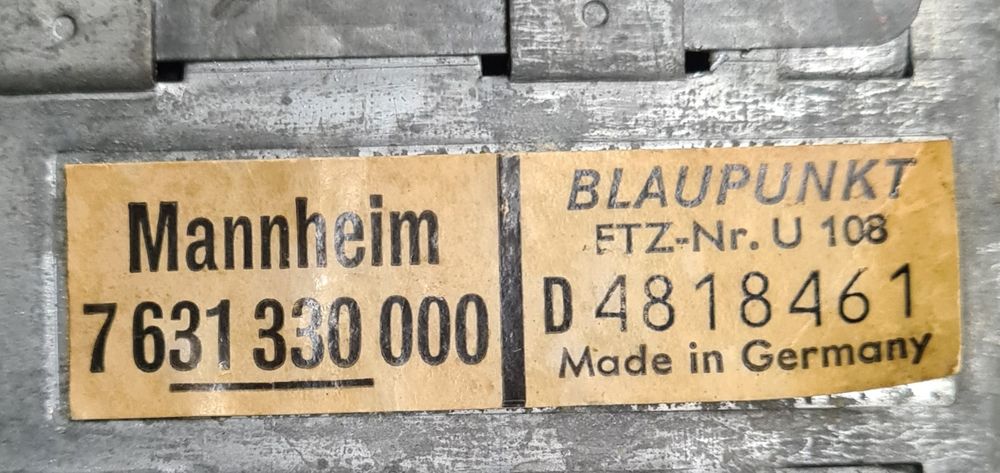 Mannheim
7 631 330 000
BLAUPUNKT
FTZ-Nr. U 108
D 4818461
Made in Germany